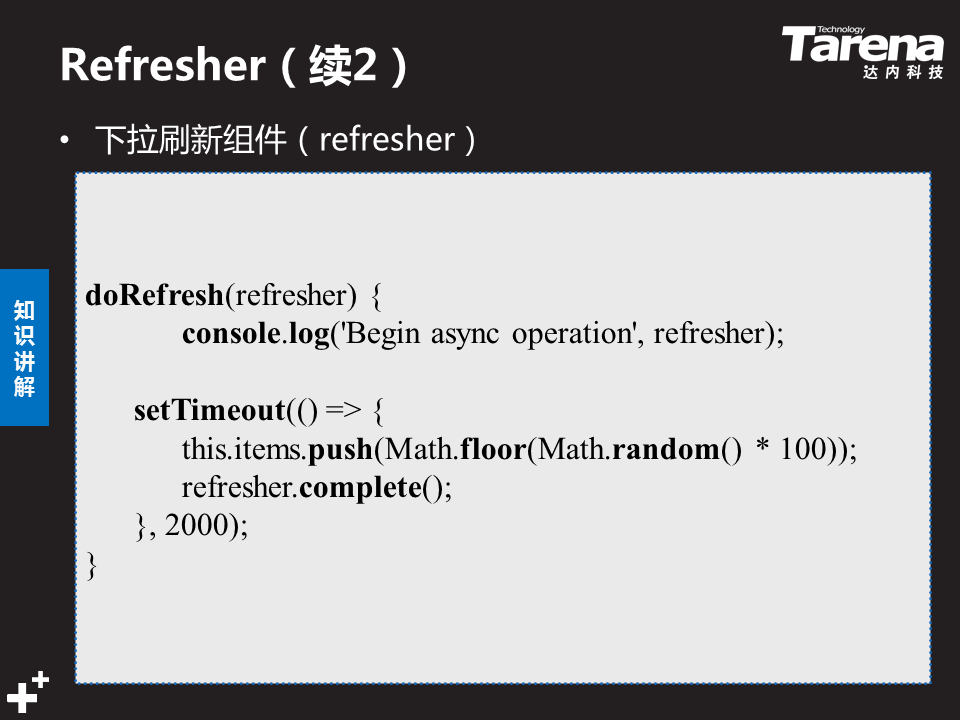 Refresher（续2）
Technology
Tarena
达内科技
• 下拉刷新组件（refresher）
知
识
讲
解
doRefresh(refresher) {
console.log('Begin async operation', refresher);
setTimeout(() => {
this.items.push(Math.floor(Math.random() * 100));
refresher.complete();
}, 2000);
}